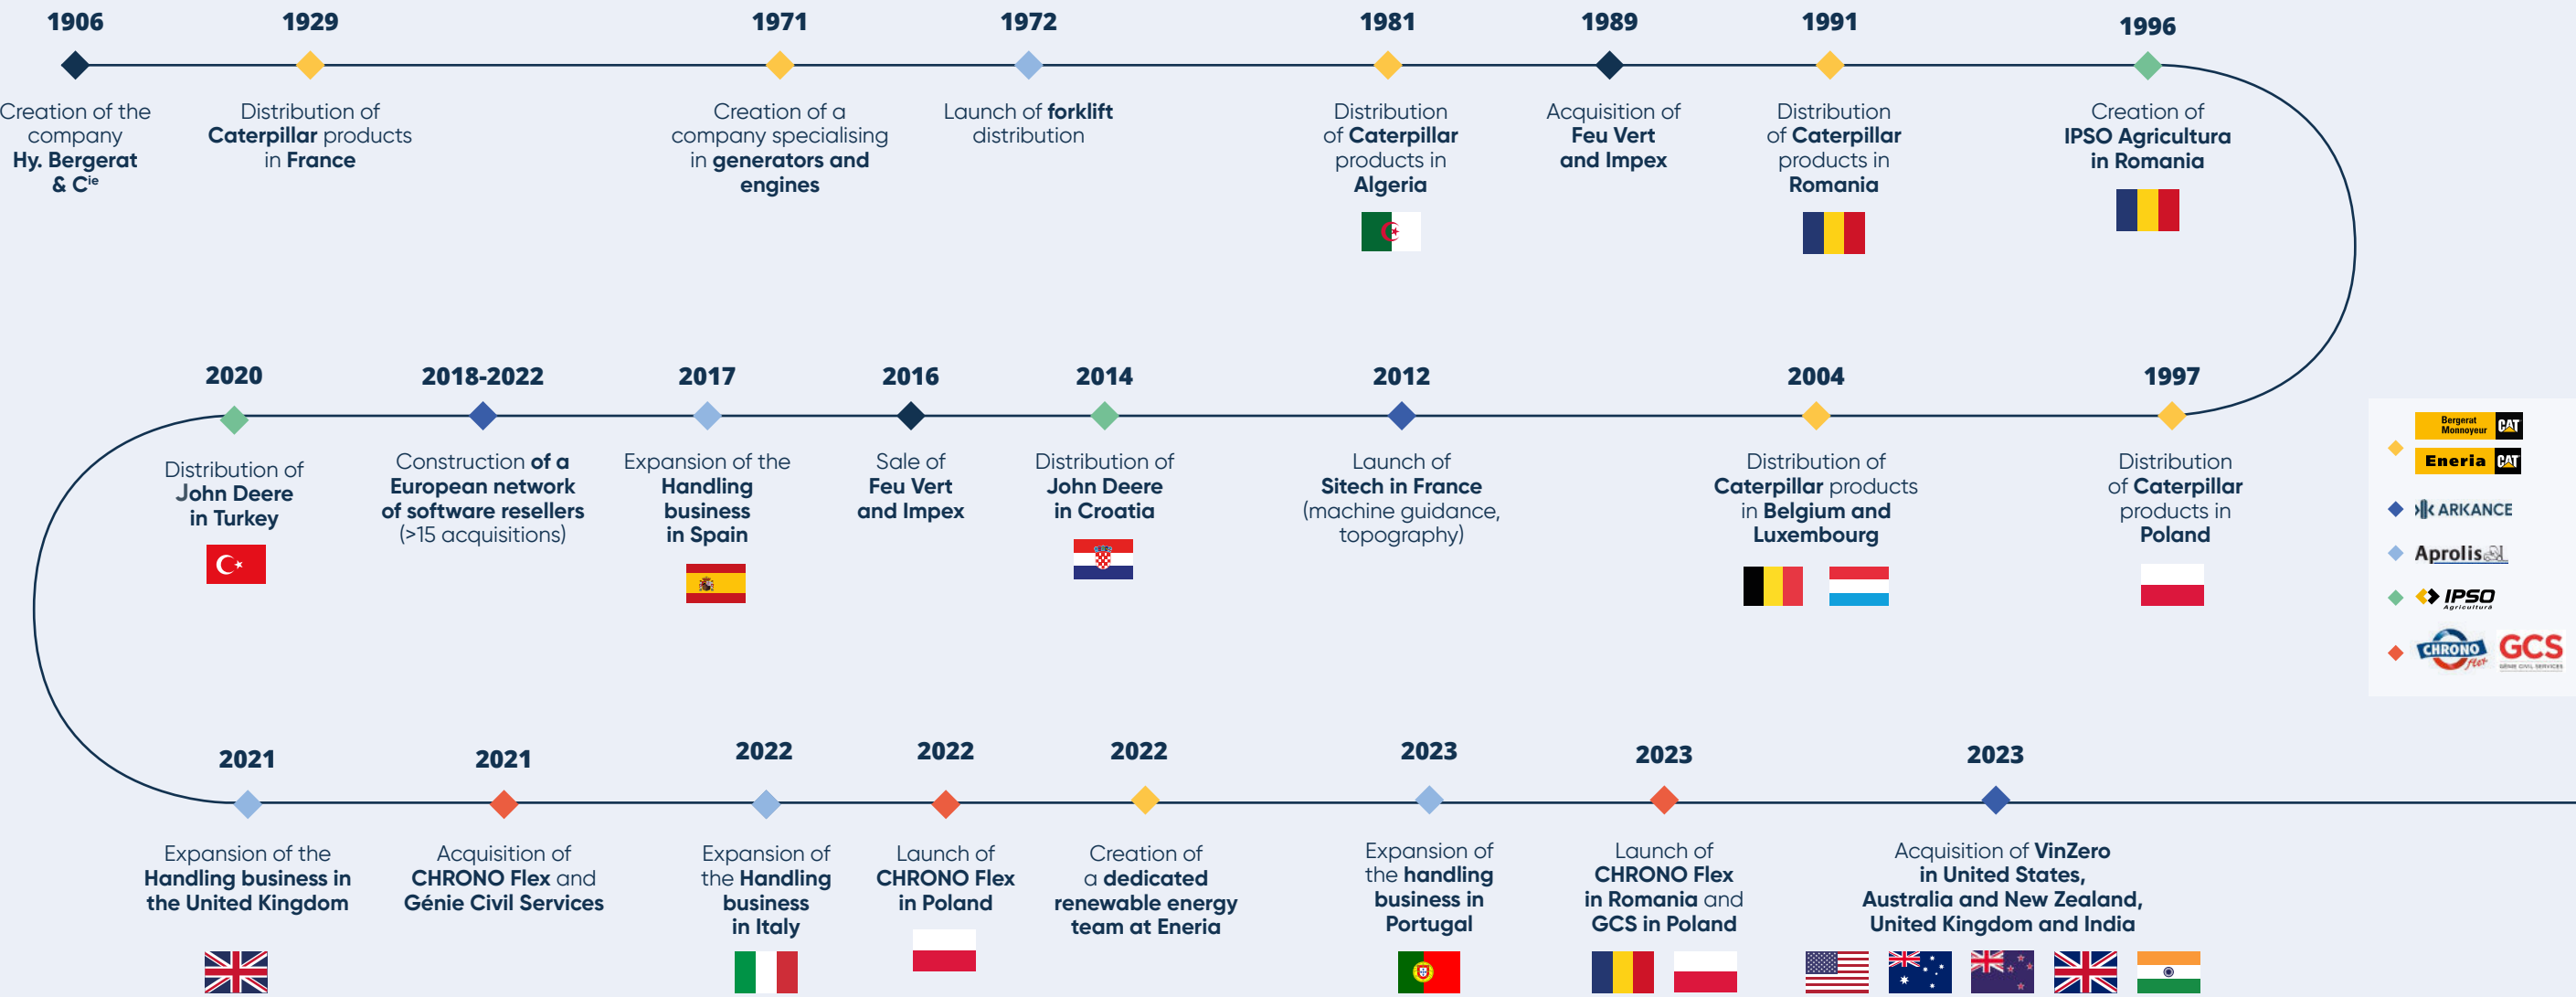 1906
Creation of the
company
Hy. Bergerat
& Cie
1929
Distribution of
Caterpillar products
in France
1971
Creation of a
company specialising
in generators and
engines
1972
Launch of forklift
distribution
1981
Distribution
of Caterpillar
products in
Algeria
1989
Acquisition of
Feu Vert
and Impex
1991
Distribution
of Caterpillar
products in
Romania
1996
Creation of
IPSO Agricultura
in Romania
1997
Distribution
of Caterpillar
products in
Poland
2004
Distribution of
Caterpillar products
in Belgium and
Luxembourg
2012
Launch of
Sitech in France
(machine guidance,
topography)
2014
Distribution of
John Deere
in Croatia
2016
Sale of
Feu Vert
and Impex
2017
Expansion of the
Handling
business
in Spain
2018-2022
Construction of a
European network
of software resellers
(>15 acquisitions)
2020
Distribution of
John Deere
in Turkey
2021
Expansion of the
Handling business in
the United Kingdom
2021
Acquisition of
CHRONO Flex and
Génie Civil Services
2022
Expansion of
the Handling
business
in Italy
2022
Launch of
CHRONO Flex
in Poland
2022
Creation of
a dedicated
renewable energy
team at Eneria
2023
Expansion of
the handling
business in
Portugal
2023
Launch of
CHRONO Flex
in Romania and
GCS in Poland
2023
Acquisition of VinZero
in United States,
Australia and New Zealand,
United Kingdom and India
Bergerat
Monnoyeur CAT
Eneria CAT
ARKANCE
Aprolis
IPSO
Agricultură
CHRONO
flex
GCS
GÉNIE CIVIL SERVICES